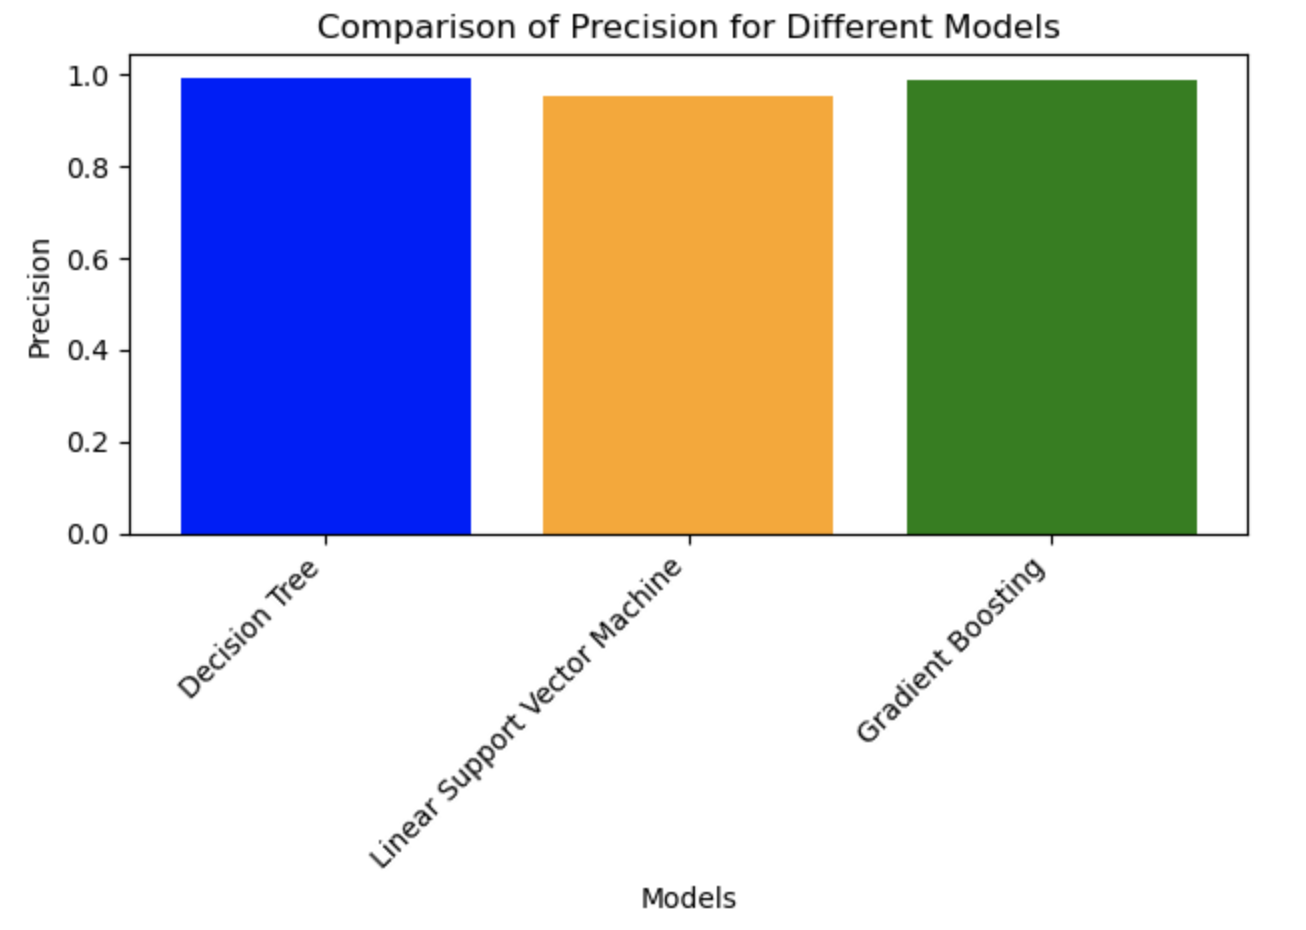 Comparison of Precision for Different Models
1.0
0.8
0.6
0.4
0.2
0.0
Precision
Decision Tree
Linear Support Vector Machine
Gradient Boosting
Models